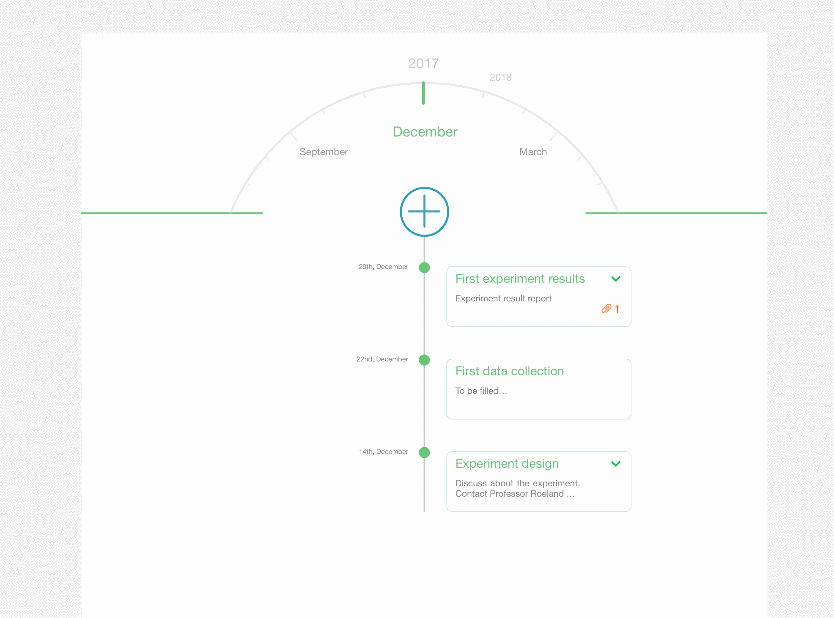 2017
2018
December
September
March
29th, December
First experiment results
Experiment result report
1
22nd, December
First data collection
To be filled…
14th, December
Experiment design
Discuss about the experiment.
Contact Professor Roeland …